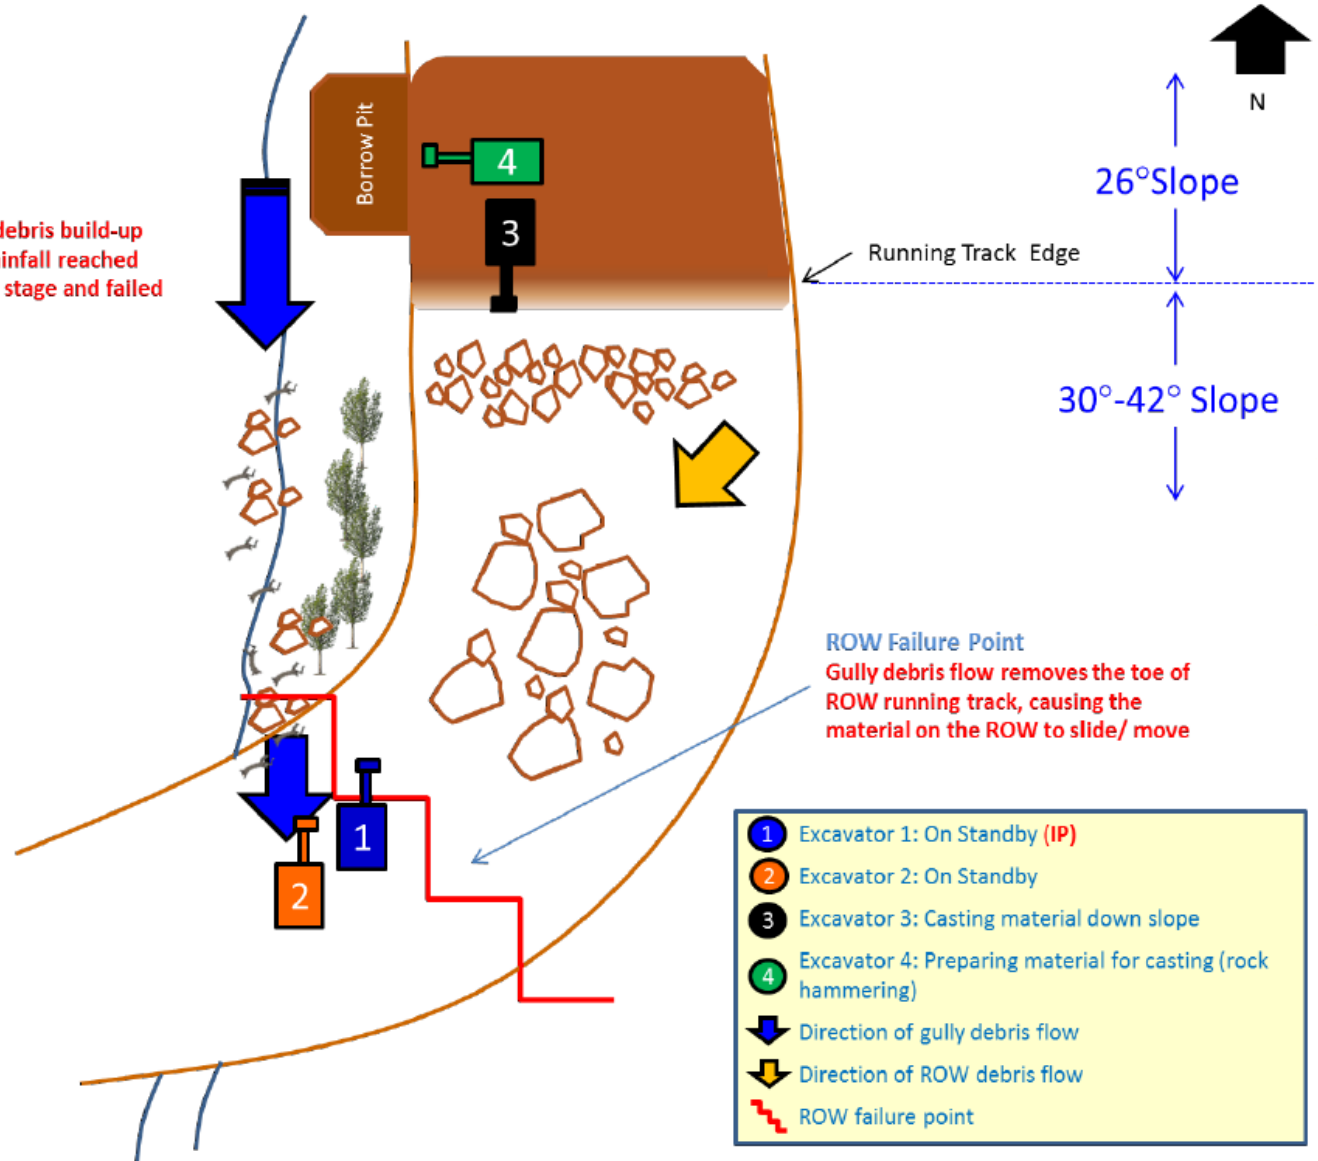 N
Borrow Pit
4
26°Slope
3
debris build-up
infall reached
stage and failed
Running Track Edge
30°-42° Slope
ROW Failure Point
Gully debris flow removes the toe of
ROW running track, causing the
material on the ROW to slide/ move
1
2
1 Excavator 1: On Standby (IP)
2 Excavator 2: On Standby
3 Excavator 3: Casting material down slope
4 Excavator 4: Preparing material for casting (rock
hammering)
Direction of gully debris flow
Direction of ROW debris flow
ROW failure point